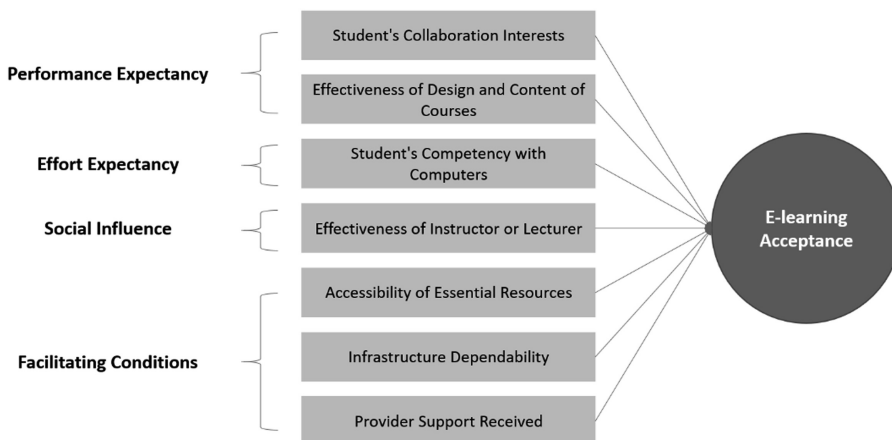 Performance Expectancy
Student's Collaboration Interests
Effectiveness of Design and Content of
Courses
Effort Expectancy
Student's Competency with
Computers
Social Influence
Effectiveness of Instructor or Lecturer
Facilitating Conditions
Accessibility of Essential Resources
Infrastructure Dependability
Provider Support Received
E-learning
Acceptance